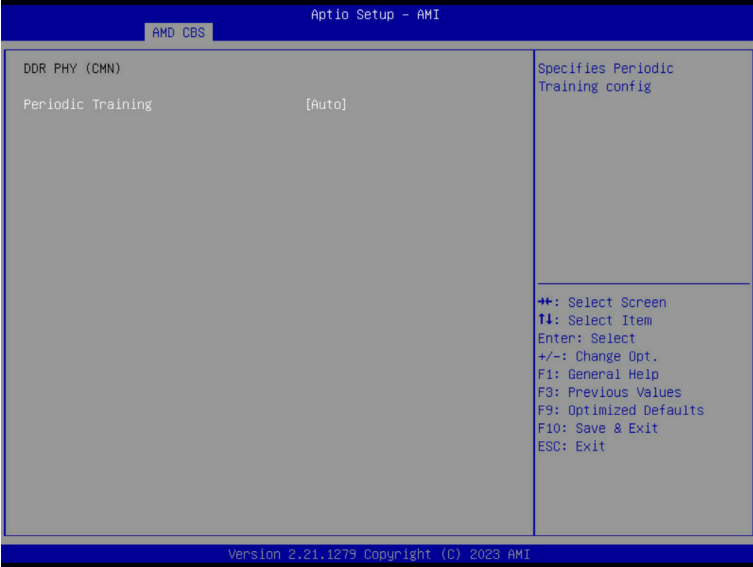 Aptio Setup – AMI
AMD CBS
DDR PHY (CMN)
Periodic Training [Auto]
Specifies Periodic
Training config
→←: Select Screen
↑↓: Select Item
Enter: Select
+/-: Change Opt.
F1: General Help
F3: Previous Values
F9: Optimized Defaults
F10: Save & Exit
ESC: Exit
Version 2.21.1279 Copyright (C) 2023 AMI